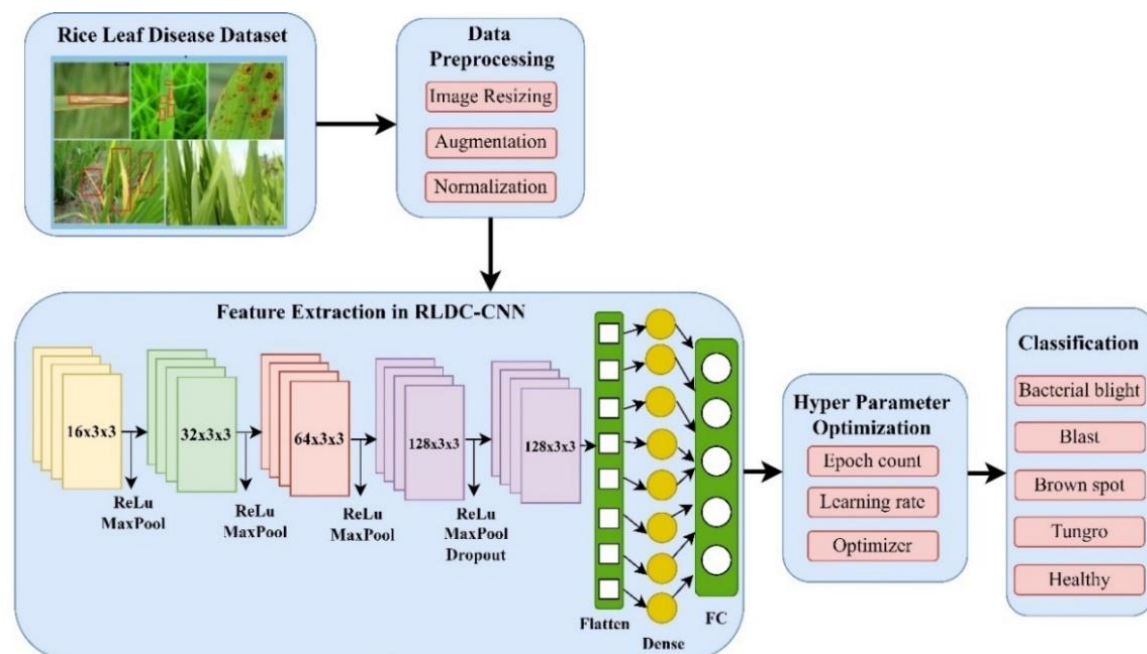 Rice Leaf Disease Dataset
Data
Preprocessing
Image Resizing
Augmentation
Normalization
Feature Extraction in RLDC-CNN
16x3x3
32x3x3
64x3x3
128x3x3
128x3x3
ReLu
MaxPool
ReLu
MaxPool
ReLu
MaxPool
ReLu
MaxPool
Dropout
Flatten
Dense
FC
Hyper Parameter
Optimization
Epoch count
Learning rate
Optimizer
Classification
Bacterial blight
Blast
Brown spot
Tungro
Healthy